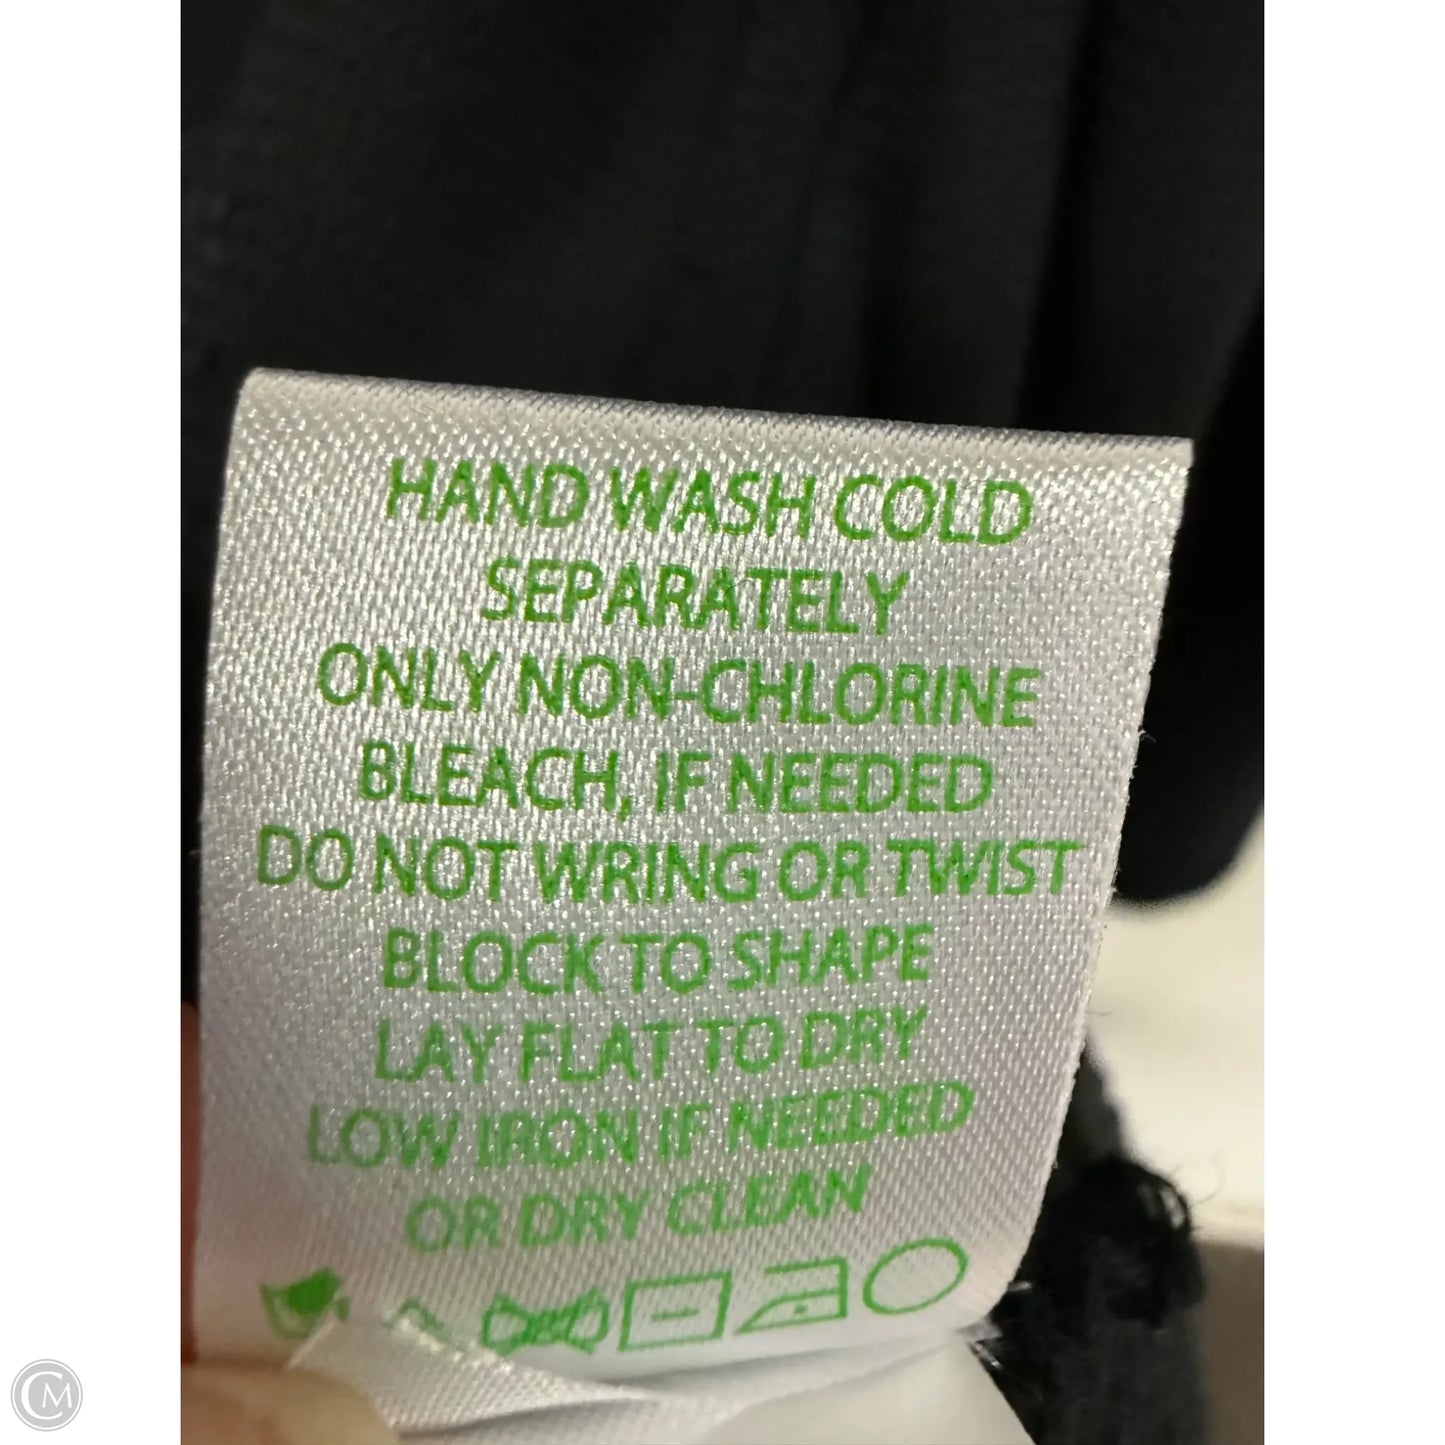 HAND WASH COLD
SEPARATELY
ONLY NON-CHLORINE
BLEACH, IF NEEDED
DO NOT WRING OR TWIST
BLOCK TO SHAPE
LAY FLAT TO DRY
LOW IRON IF NEEDED
OR DRY CLEAN
CM